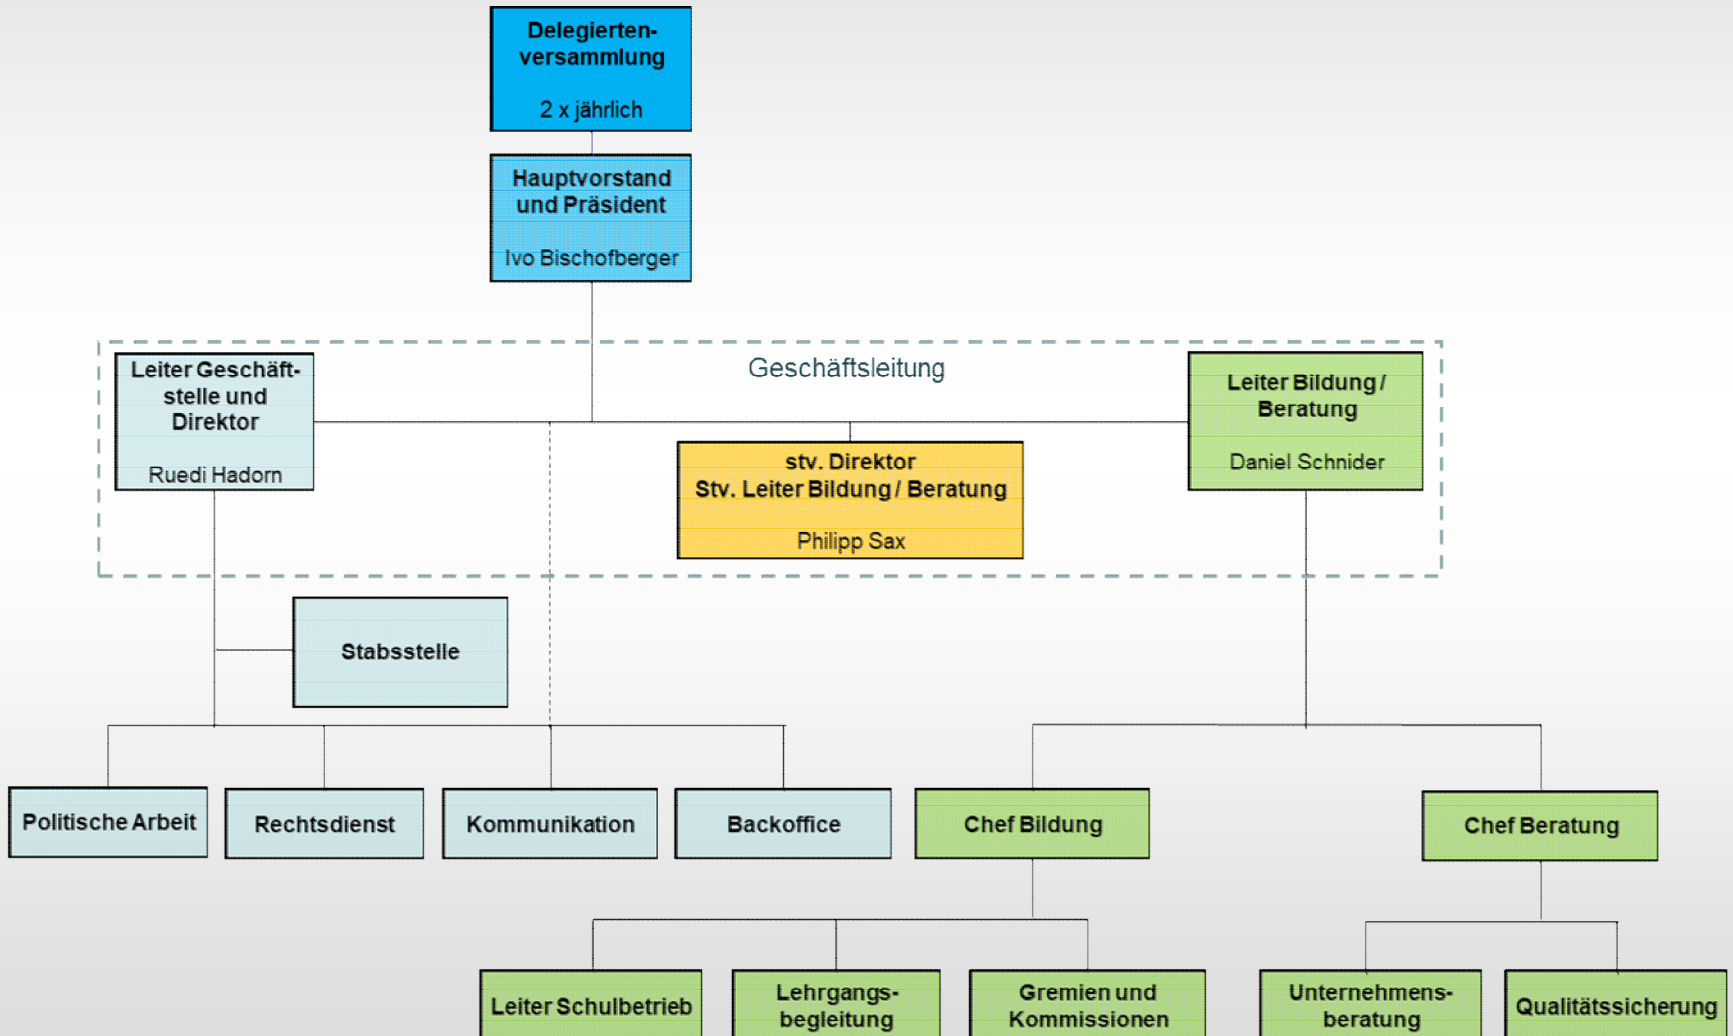 Delegierten-
versammlung
2 x jährlich
Hauptvorstand
und Präsident
Ivo Bischofberger
Geschäftsleitung
Leiter Geschäft-
stelle und
Direktor
Ruedi Hadorn
stv. Direktor
Stv. Leiter Bildung / Beratung
Philipp Sax
Leiter Bildung /
Beratung
Daniel Schnider
Stabsstelle
Politische Arbeit
Rechtsdienst
Kommunikation
Backoffice
Chef Bildung
Chef Beratung
Leiter Schulbetrieb
Lehrgangs-
begleitung
Gremien und
Kommissionen
Unternehmens-
beratung
Qualitätssicherung